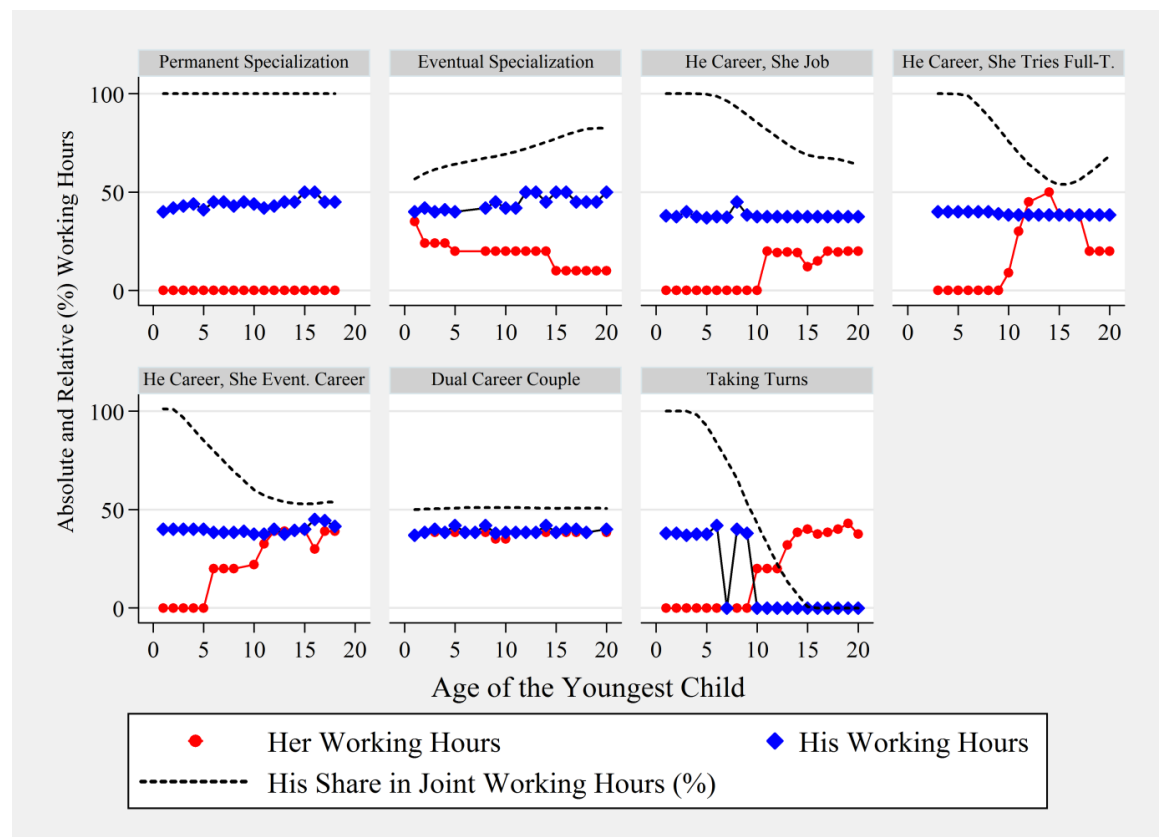 Permanent Specialization
Eventual Specialization
He Career, She Job
He Career, She Tries Full-T.
100
50
0
0 5 10 15 20
0 5 10 15 20
0 5 10 15 20
0 5 10 15 20
He Career, She Event. Career
Dual Career Couple
Taking Turns
100
50
0
0 5 10 15 20
0 5 10 15 20
0 5 10 15 20
Absolute and Relative (%) Working Hours
Age of the Youngest Child
Her Working Hours
His Working Hours
His Share in Joint Working Hours (%)